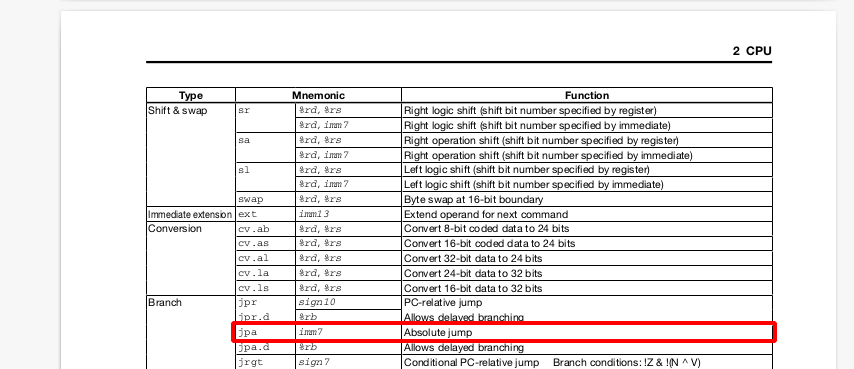 2 CPU
Type Mnemonic Function
Shift & swap sr %rd, %rs Right logic shift (shift bit number specified by register)
%rd, imm7 Right logic shift (shift bit number specified by immediate)
sa %rd, %rs Right operation shift (shift bit number specified by register)
%rd, imm7 Right operation shift (shift bit number specified by immediate)
sl %rd, %rs Left logic shift (shift bit number specified by register)
%rd, imm7 Left logic shift (shift bit number specified by immediate)
swap %rd, %rs Byte swap at 16-bit boundary
Immediate extension ext imm13 Extend operand for next command
Conversion cv.ab %rd, %rs Convert 8-bit coded data to 24 bits
cv.as %rd, %rs Convert 16-bit coded data to 24 bits
cv.al %rd, %rs Convert 32-bit data to 24 bits
cv.la %rd, %rs Convert 24-bit data to 32 bits
cv.ls %rd, %rs Convert 16-bit data to 32 bits
Branch jpr sign10 PC-relative jump
jpr.d %rb Allows delayed branching
jpa imm7 Absolute jump
jpa.d %rb Allows delayed branching
jrgt sign7 Conditional PC-relative jump Branch conditions: !Z & !(N ^ V)